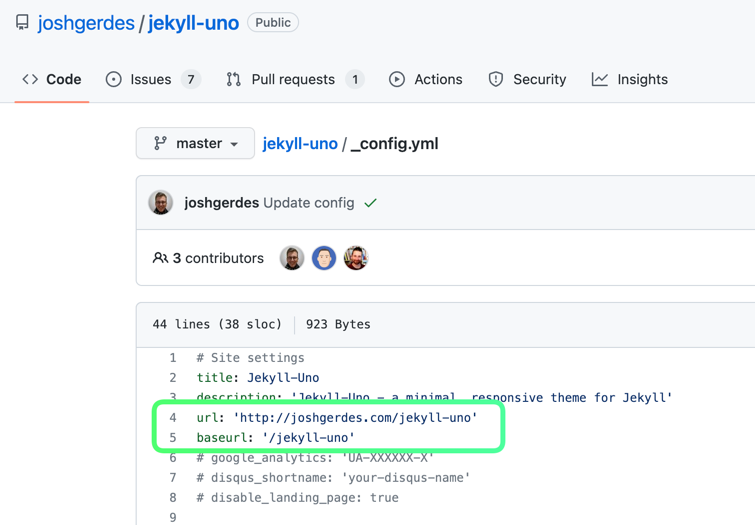 joshgerdes / jekyll-uno Public
Code Issues 7 Pull requests 1 Actions Security Insights
master jekyll-uno / _config.yml
joshgerdes Update config
3 contributors
44 lines (38 sloc) 923 Bytes
1 # Site settings
2 title: Jekyll-Uno
3 description: 'Jekyll-Uno - a minimal, responsive theme for Jekyll'
4 url: 'http://joshgerdes.com/jekyll-uno'
5 baseurl: '/jekyll-uno'
6 # google_analytics: 'UA-XXXXXX-X'
7 # disqus_shortname: 'your-disqus-name'
8 # disable_landing_page: true
9